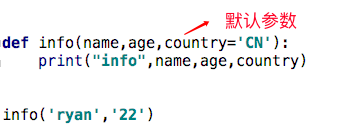 默认参数
def info(name,age,country='CN'):
    print("info",name,age,country)
info('ryan','22')